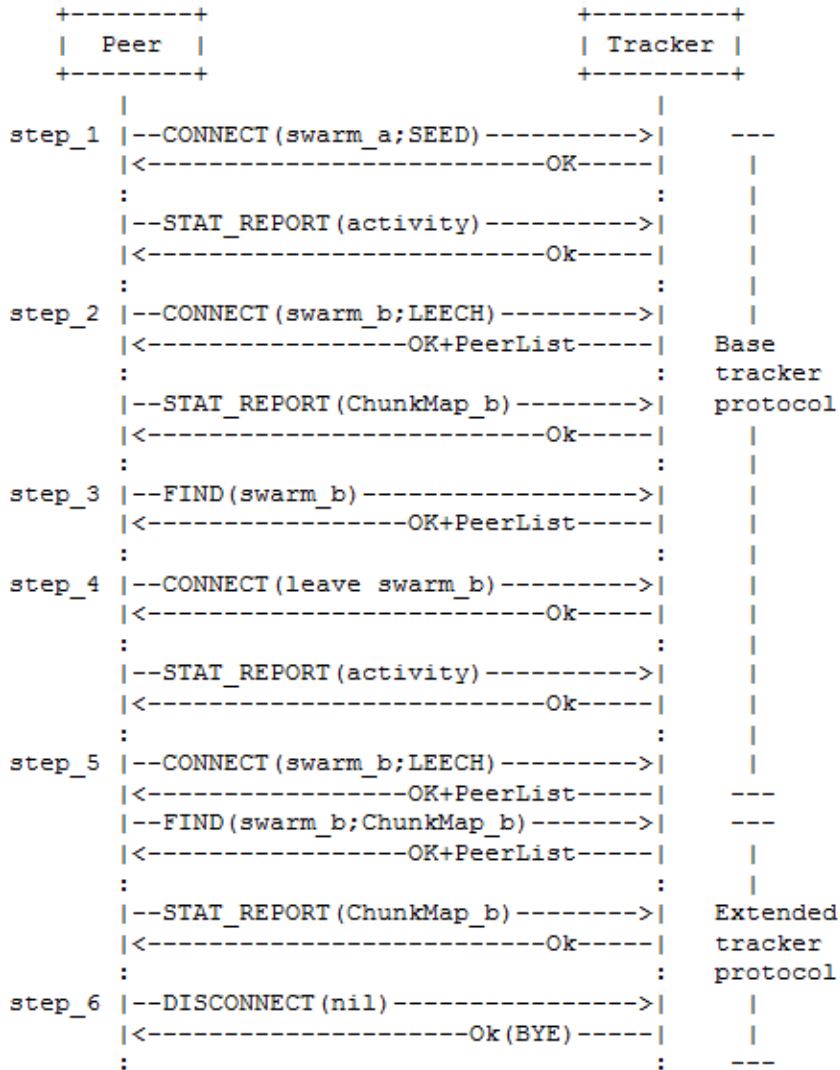 +--------+                         +---------+
|  Peer  |                         | Tracker |
+--------+                         +---------+
|                                  |
step_1 |--CONNECT(swarm_a;SEED)---------->|     ---
|<--------------------------OK-----|      |
:                                  :      |
|--STAT_REPORT(activity)---------->|      |
|<--------------------------Ok-----|      |
:                                  :      |
step_2 |--CONNECT(swarm_b;LEECH)--------->|      |
|<-----------------OK+PeerList-----|    Base
:                                  :    tracker
|--STAT_REPORT(ChunkMap_b)-------->|    protocol
|<--------------------------Ok-----|      |
:                                  :      |
step_3 |--FIND(swarm_b)------------------>|      |
|<-----------------OK+PeerList-----|      |
:                                  :      |
step_4 |--CONNECT(leave swarm_b)--------->|      |
|<--------------------------Ok-----|      |
:                                  :      |
|--STAT_REPORT(activity)---------->|      |
|<--------------------------Ok-----|      |
:                                  :      |
step_5 |--CONNECT(swarm_b;LEECH)--------->|      |
|<-----------------OK+PeerList-----|     ---
|--FIND(swarm_b;ChunkMap_b)------->|     ---
|<-----------------OK+PeerList-----|      |
:                                  :      |
|--STAT_REPORT(ChunkMap_b)-------->|    Extended
|<--------------------------Ok-----|    tracker
:                                  :    protocol
step_6 |--DISCONNECT(nil)---------------->|      |
|<---------------------Ok(BYE)-----|      |
:                                  :     ---